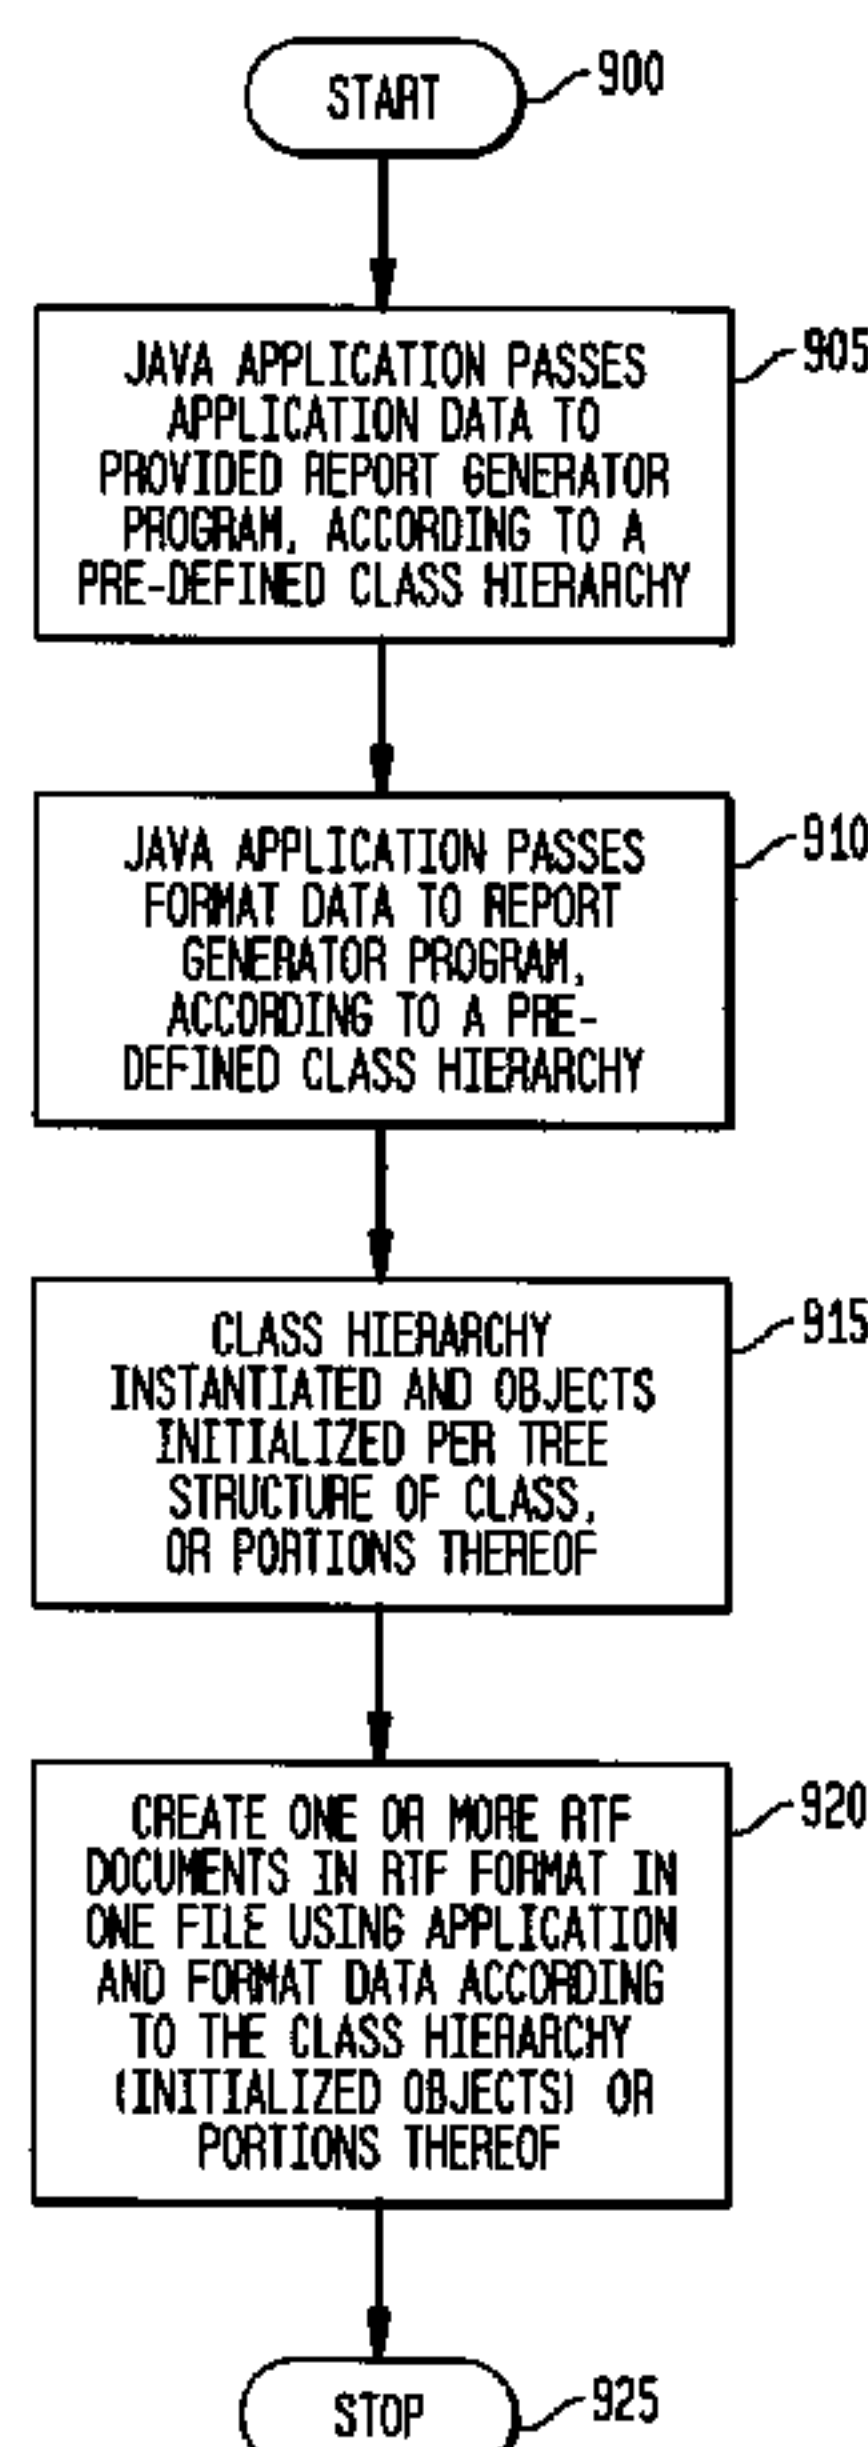 START
900
JAVA APPLICATION PASSES
APPLICATION DATA TO
PROVIDED REPORT GENERATOR
PROGRAM, ACCORDING TO A
PRE-DEFINED CLASS HIERARCHY
905
JAVA APPLICATION PASSES
FORMAT DATA TO REPORT
GENERATOR PROGRAM,
ACCORDING TO A PRE-
DEFINED CLASS HIERARCHY
910
CLASS HIERARCHY
INSTANTIATED AND OBJECTS
INITIALIZED PER TREE
STRUCTURE OF CLASS,
OR PORTIONS THEREOF
915
CREATE ONE OR MORE RTF
DOCUMENTS IN RTF FORMAT IN
ONE FILE USING APPLICATION
AND FORMAT DATA ACCORDING
TO THE CLASS HIERARCHY
(INITIALIZED OBJECTS) OR
PORTIONS THEREOF
920
STOP
925